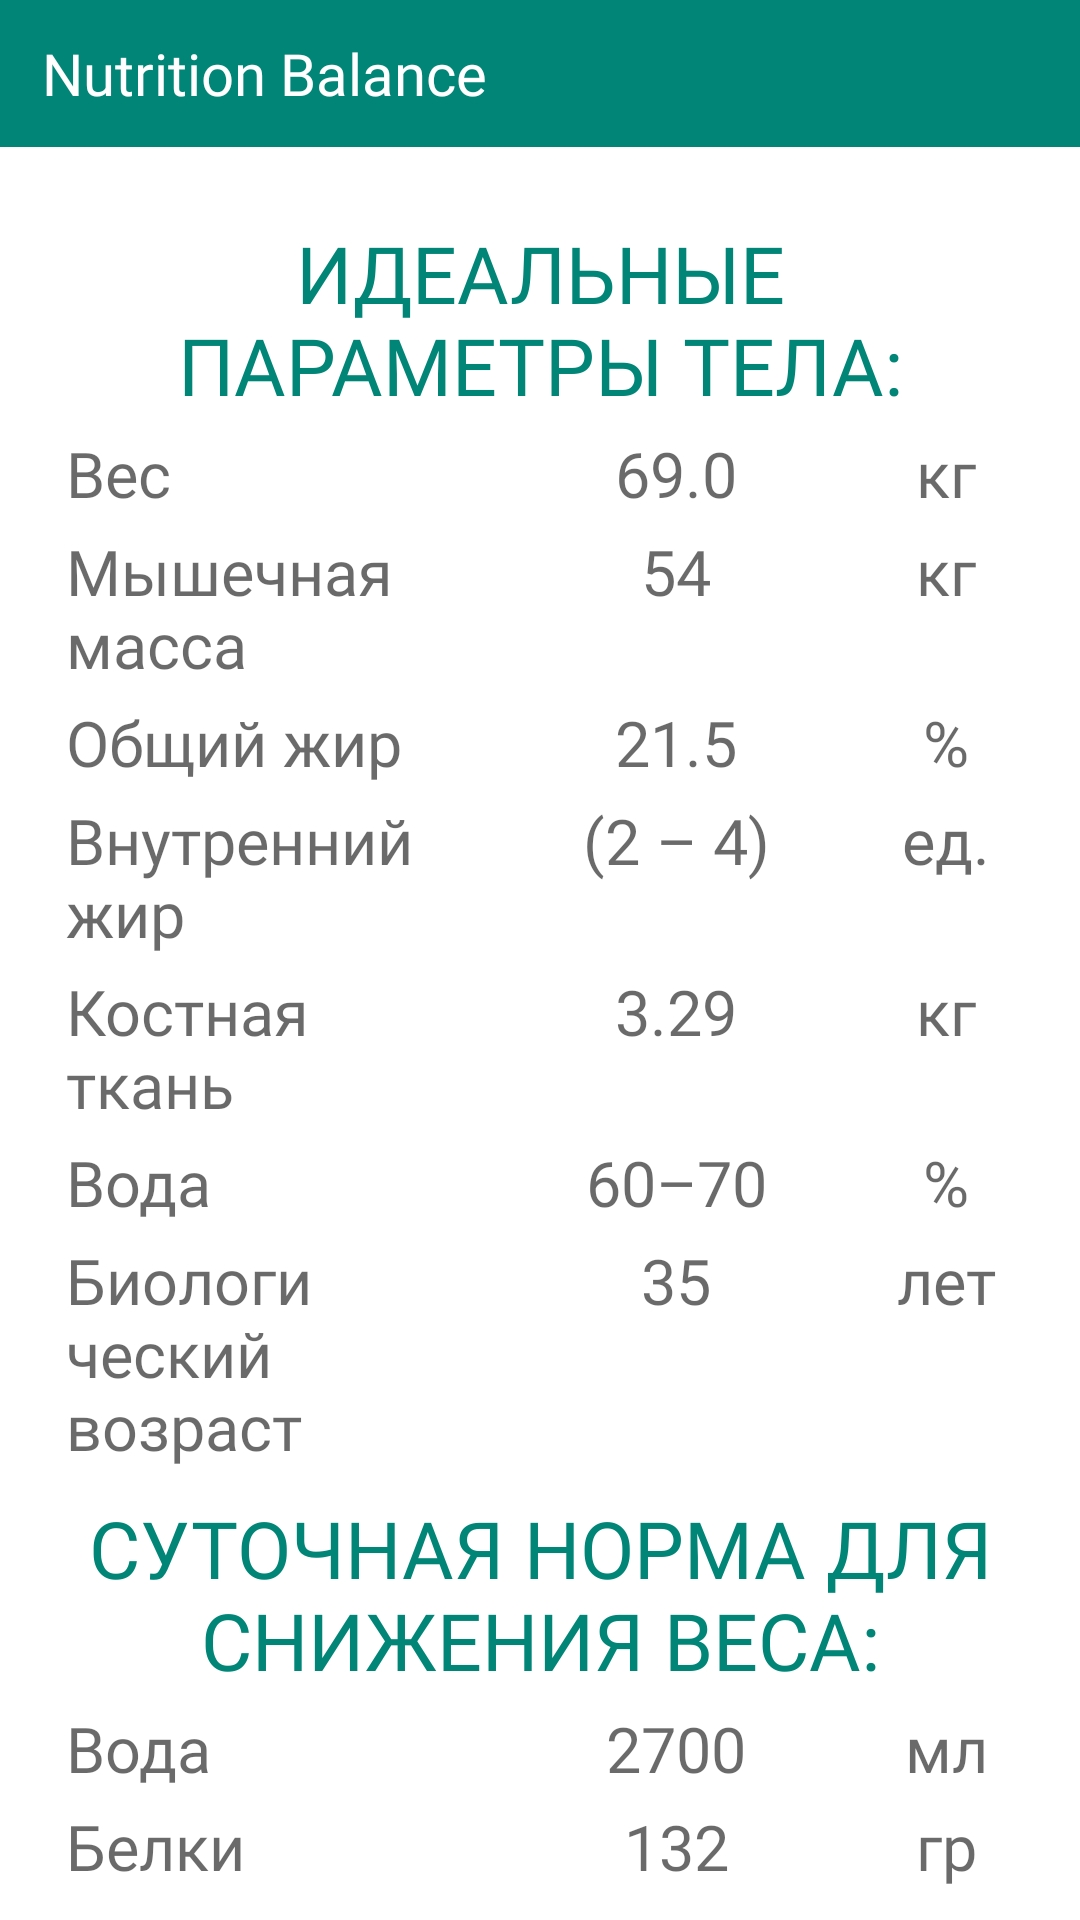 Nutrition Balance
ИДЕАЛЬНЫЕ
ПАРАМЕТРЫ ТЕЛА:
Вес 69.0 кг
Мышечная 54 кг
масса
Общий жир 21.5 %
Внутренний (2 – 4) ед.
жир
Костная 3.29 кг
ткань
Вода 60–70 %
Биологи 35 лет
ческий
возраст
СУТОЧНАЯ НОРМА ДЛЯ
СНИЖЕНИЯ ВЕСА:
Вода 2700 мл
Белки 132 гр